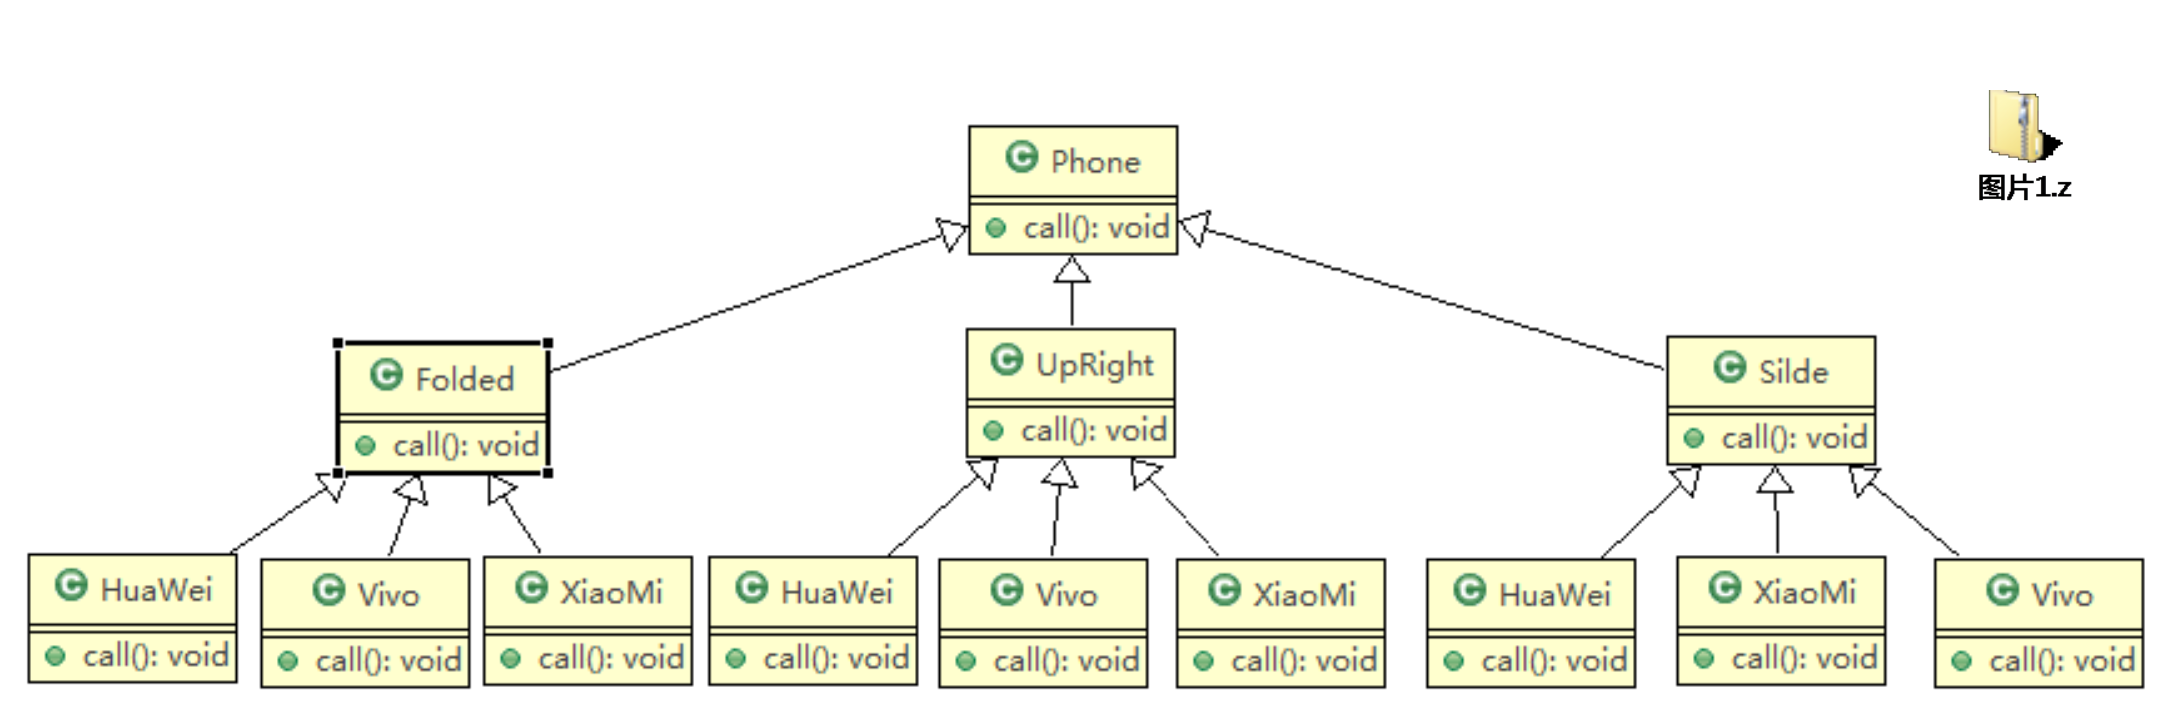 Phone
call(): void
图片1.z
Folded
call(): void
UpRight
call(): void
Silde
call(): void
HuaWei
call(): void
Vivo
call(): void
XiaoMi
call(): void
HuaWei
call(): void
Vivo
call(): void
XiaoMi
call(): void
HuaWei
call(): void
XiaoMi
call(): void
Vivo
call(): void